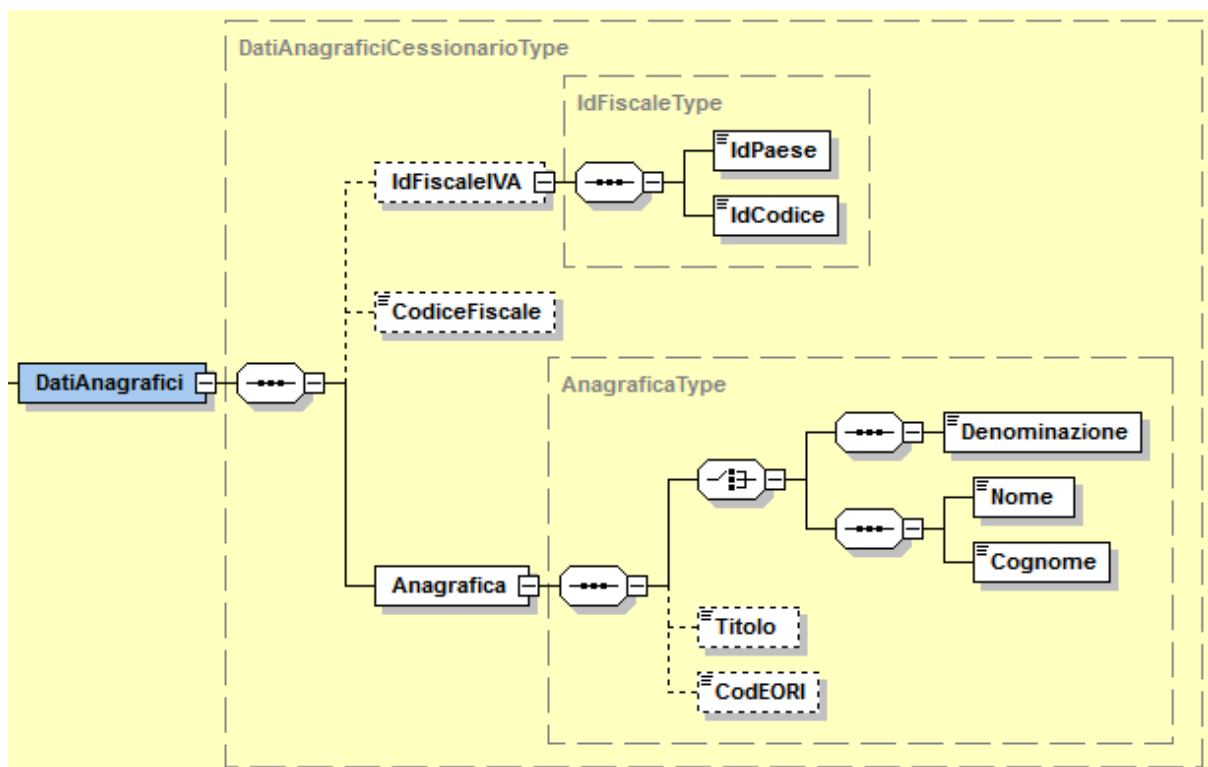 DatiAnagraficiCessionarioType
IdFiscaleType
IdPaese
IdFiscaleIVA
IdCodice
CodiceFiscale
DatiAnagrafici
AnagraficaType
Denominazione
Nome
Cognome
Anagrafica
Titolo
CodEORI